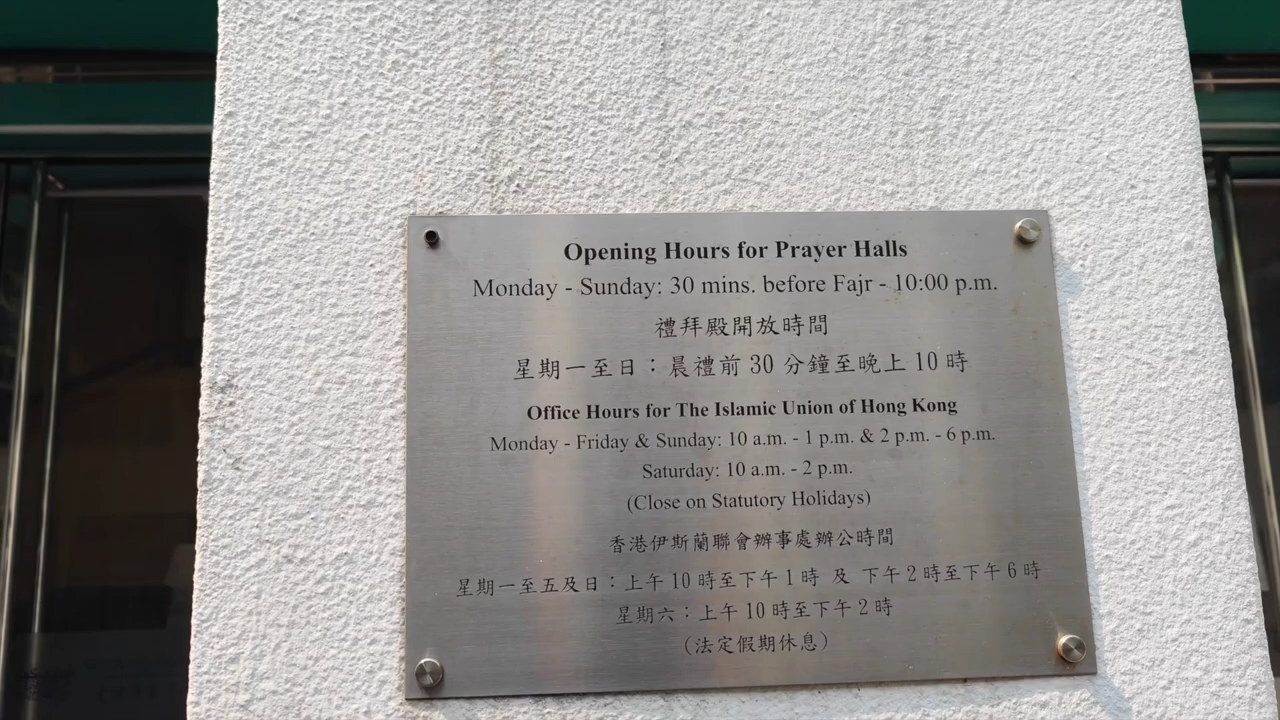 Opening Hours for Prayer Halls
Monday - Sunday: 30 mins. before Fajr - 10:00 p.m.
禮拜殿開放時間
星期一至日：晨禮前 30 分鐘至晚上 10 時
Office Hours for The Islamic Union of Hong Kong
Monday - Friday & Sunday: 10 a.m. - 1 p.m. & 2 p.m. - 6 p.m.
Saturday: 10 a.m. - 2 p.m.
(Close on Statutory Holidays)
香港伊斯蘭聯會辦事處辦公時間
星期一至五及日：上午 10 時至下午 1 時 及 下午 2 時至下午 6 時
星期六：上午 10 時至下午 2 時
(法定假期休息)